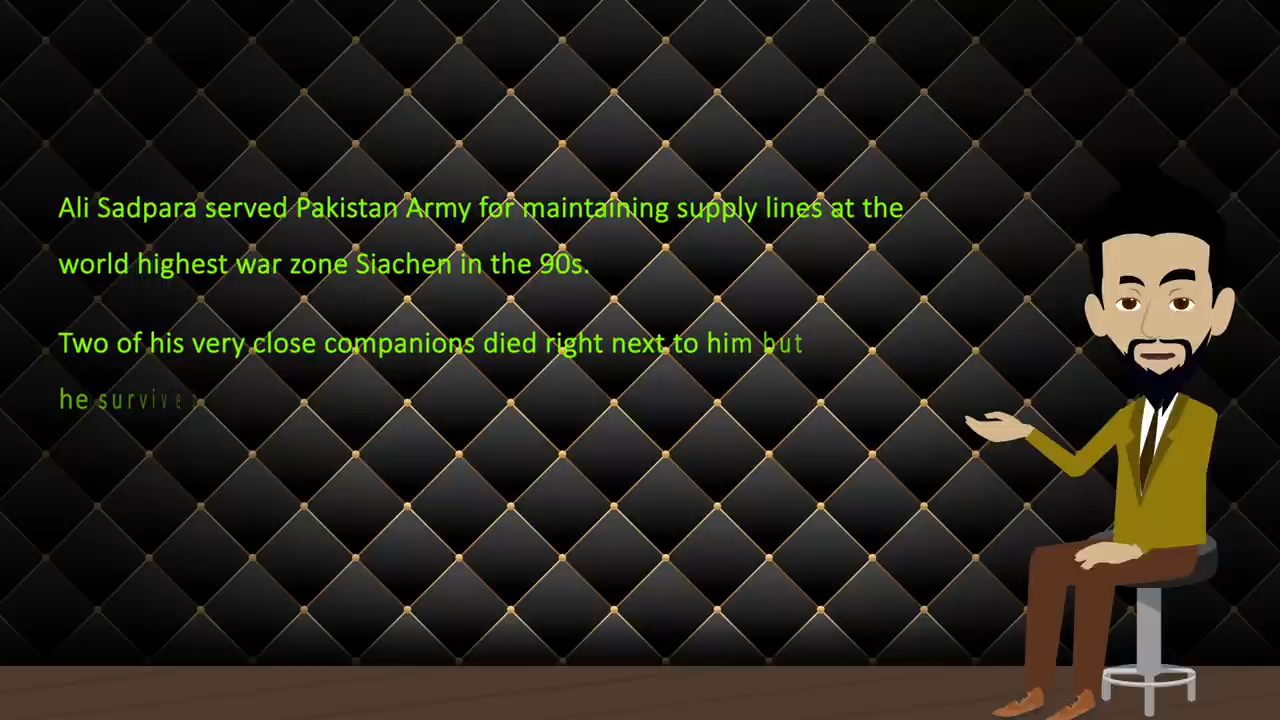 Ali Sadpara served Pakistan Army for maintaining supply lines at the
world highest war zone Siachen in the 90s.
Two of his very close companions died right next to him but
he survive